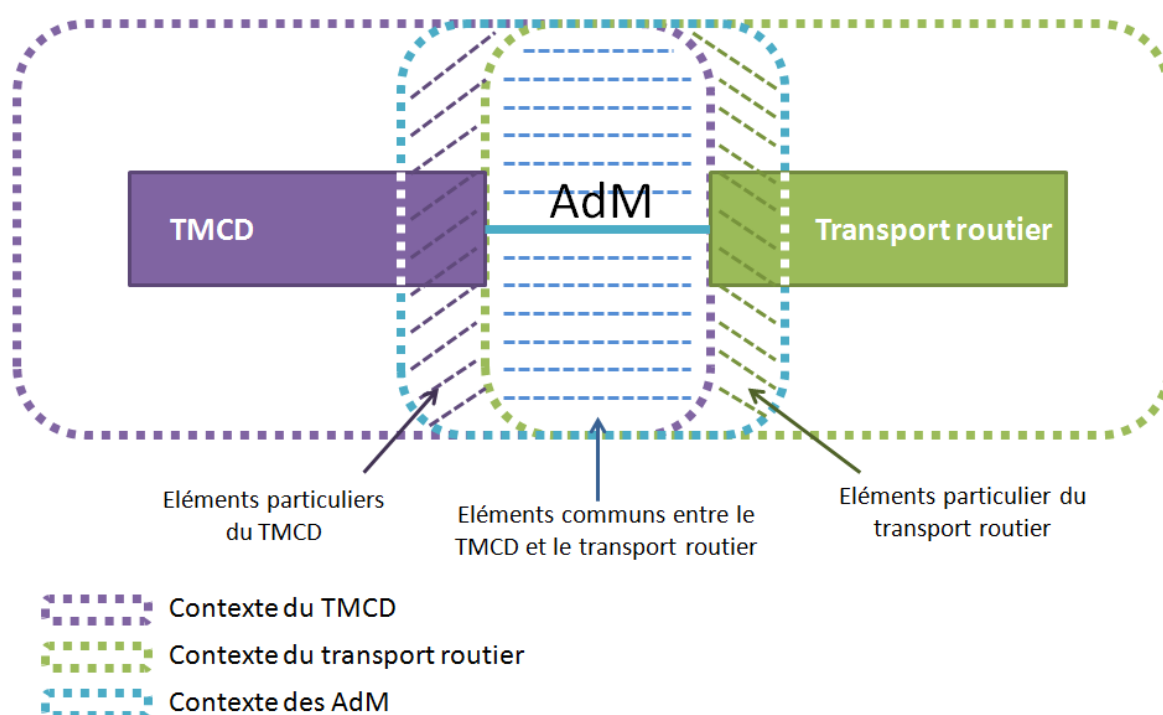 AdM
TMCD
Transport routier
Eléments particuliers
du TMCD
Eléments communs entre le
TMCD et le transport routier
Eléments particulier du
transport routier
Contexte du TMCD
Contexte du transport routier
Contexte des AdM